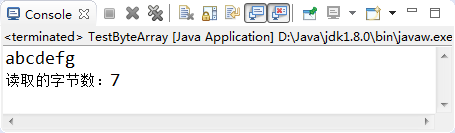 Console
<terminated> TestByteArray [Java Application] D:\Java\jdk1.8.0\bin\javaw.exe
abcdefg
读取的字节数：7